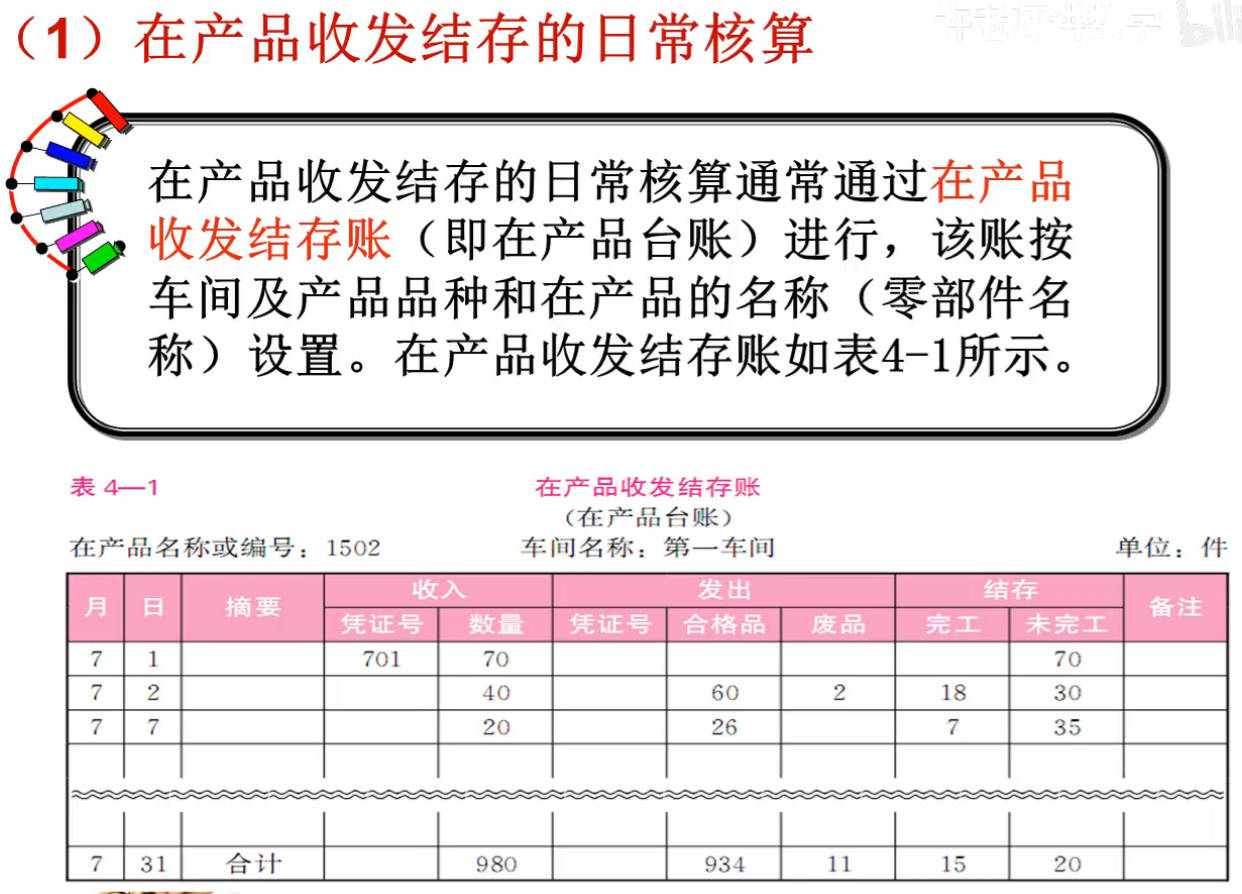 （1）在产品收发结存的日常核算
在产品收发结存的日常核算通常通过在产品
收发结存账（即在产品台账）进行，该账按
车间及产品品种和在产品的名称（零部件名
称）设置。在产品收发结存账如表4-1所示。
表 4—1 在产品收发结存账
（在产品台账）
在产品名称或编号：1502 车间名称：第一车间 单位：件
月 日 摘要 收入 发出 结存 备注
凭证号 数量 凭证号 合格品 废品 完工 未完工
7 1 701 70 70
7 2 40 60 2 18 30
7 7 20 26 7 35
7 31 合计 980 934 11 15 20